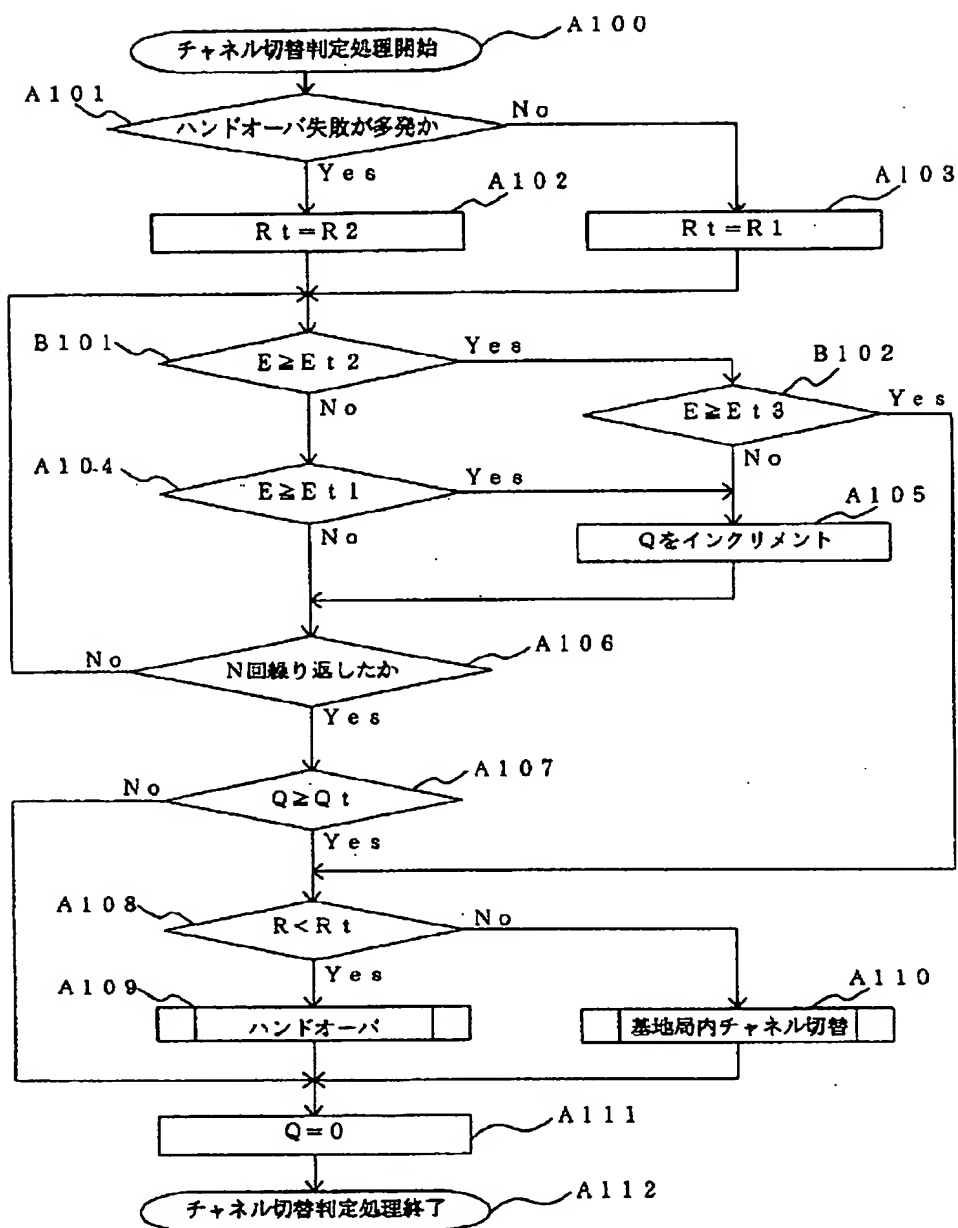 A100
チャネル切替判定処理開始
A101
ハンドオーバ失敗が多発か
No
Yes
A102
A103
Rt=R2
Rt=R1
B101
E≧Et2
Yes
B102
No
E≧Et3
Yes
No
A104
E≧Et1
Yes
A105
No
Qをインクリメント
A106
No
N回繰り返したか
Yes
A107
No
Q≧Qt
Yes
A108
R<Rt
No
Yes
A109
A110
ハンドオーバ
基地局内チャネル切替
A111
Q=0
A112
チャネル切替判定処理終了